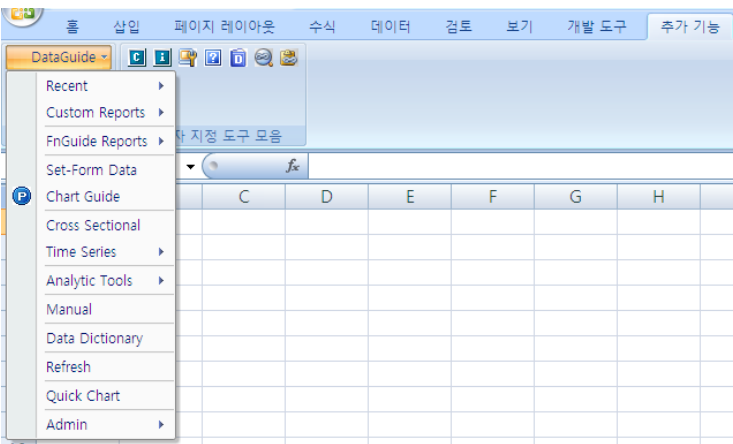 홈 삽입 페이지 레이아웃 수식 데이터 검토 보기 개발 도구 추가 기능
DataGuide
C I ? D
Recent
Custom Reports
FnGuide Reports
자 지정 도구 모음
Set-Form Data
fx
P Chart Guide
C D E F G H
Cross Sectional
Time Series
Analytic Tools
Manual
Data Dictionary
Refresh
Quick Chart
Admin